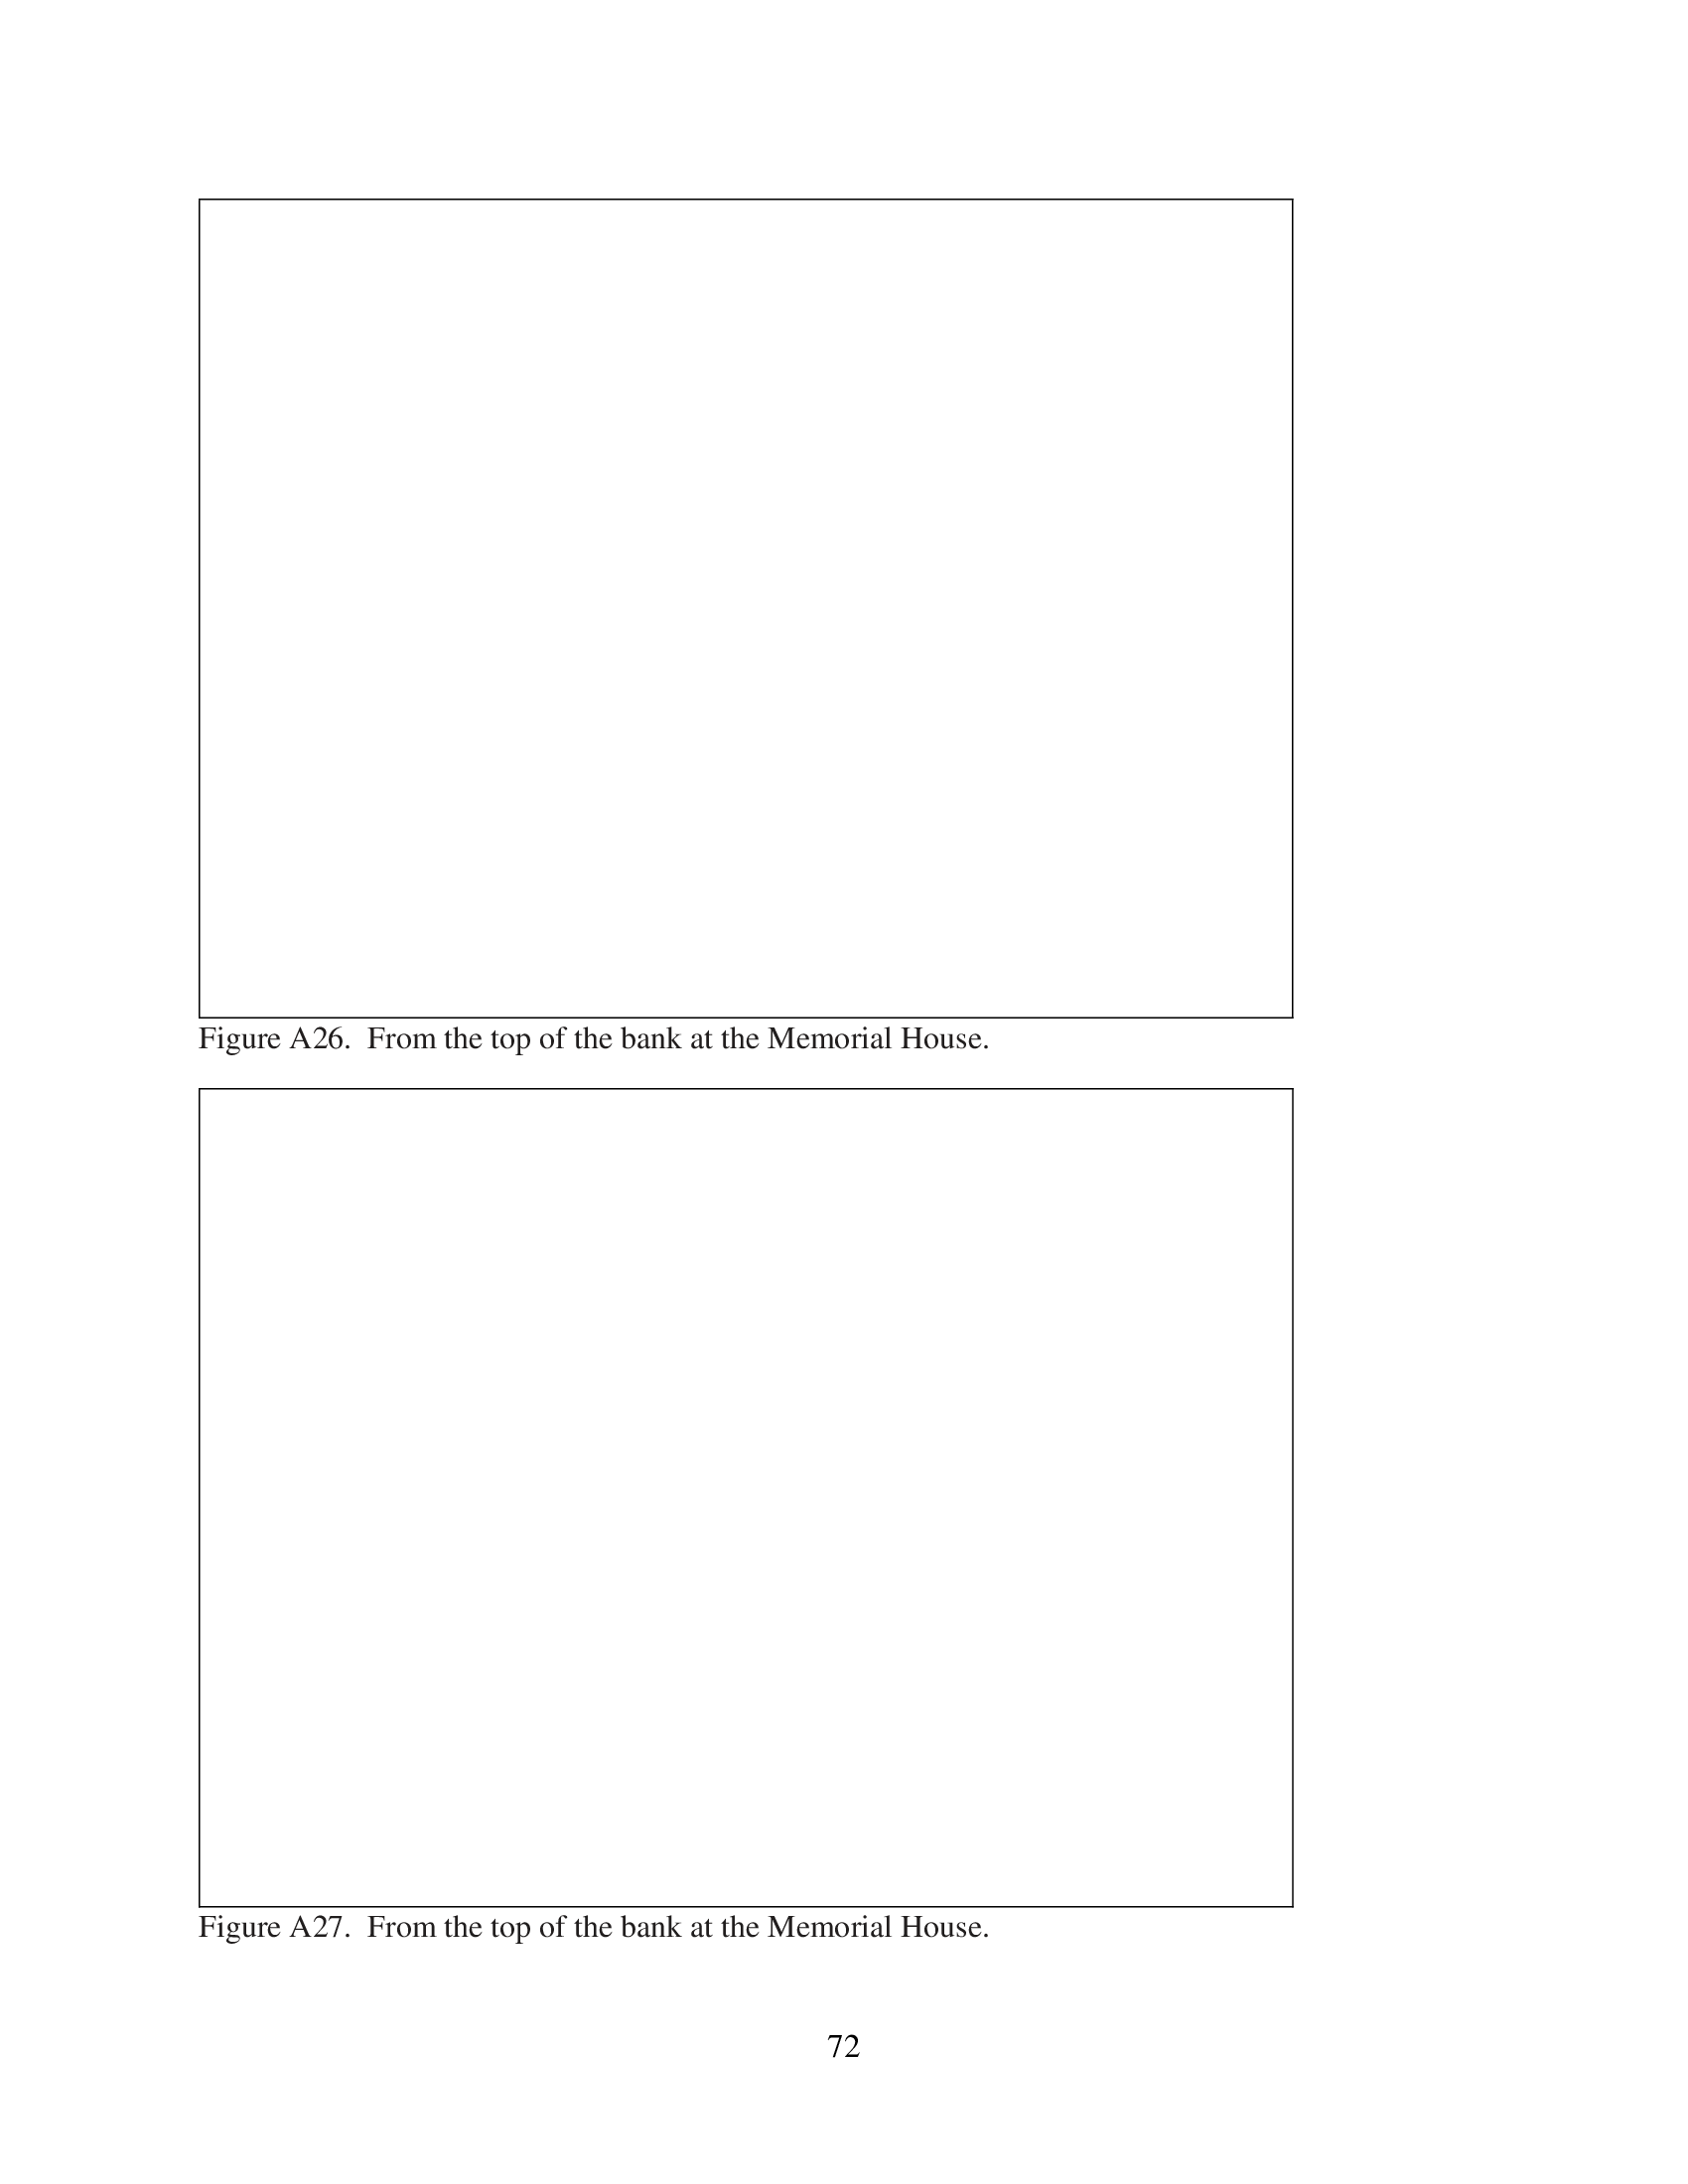 Figure A26.  From the top of the bank at the Memorial House.
Figure A27.  From the top of the bank at the Memorial House.
72